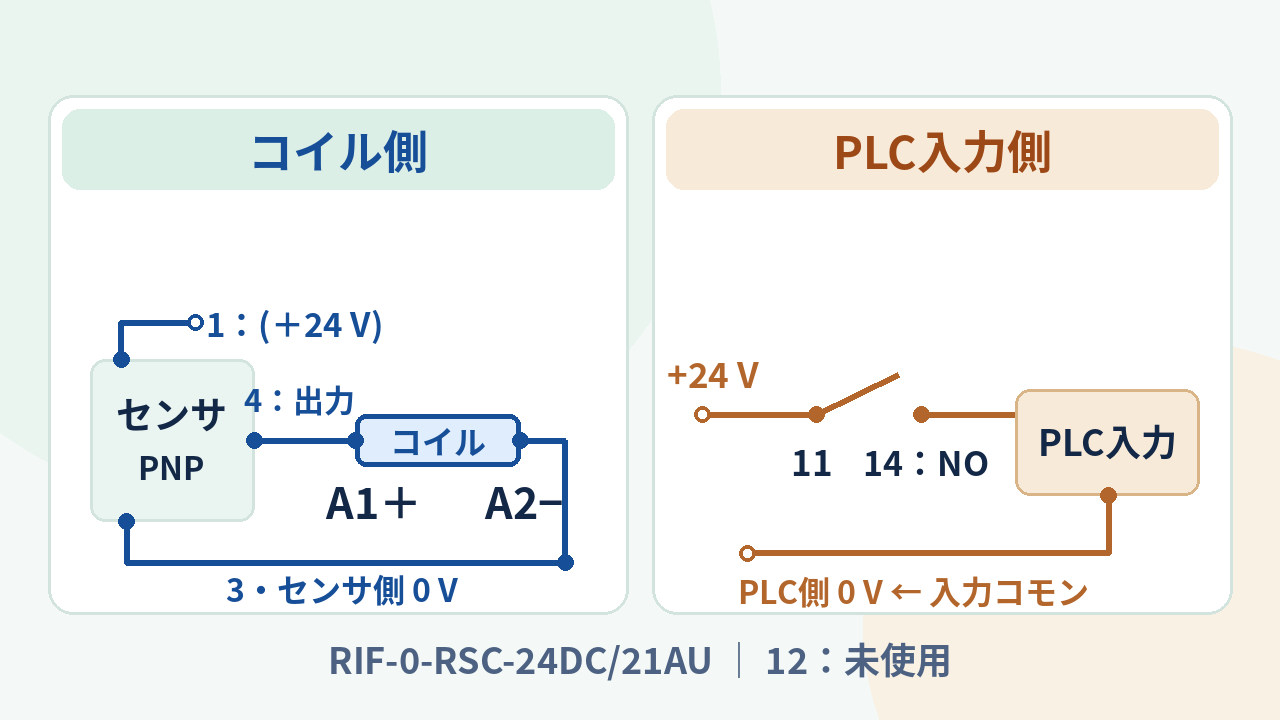 コイル側
1：(＋24 V)
センサ
PNP
4：出力
コイル
A1＋
A2−
3・センサ側 0 V
PLC入力側
+24 V
11
14：NO
PLC入力
PLC側 0 V ← 入力コモン
RIF-0-RSC-24DC/21AU｜12：未使用